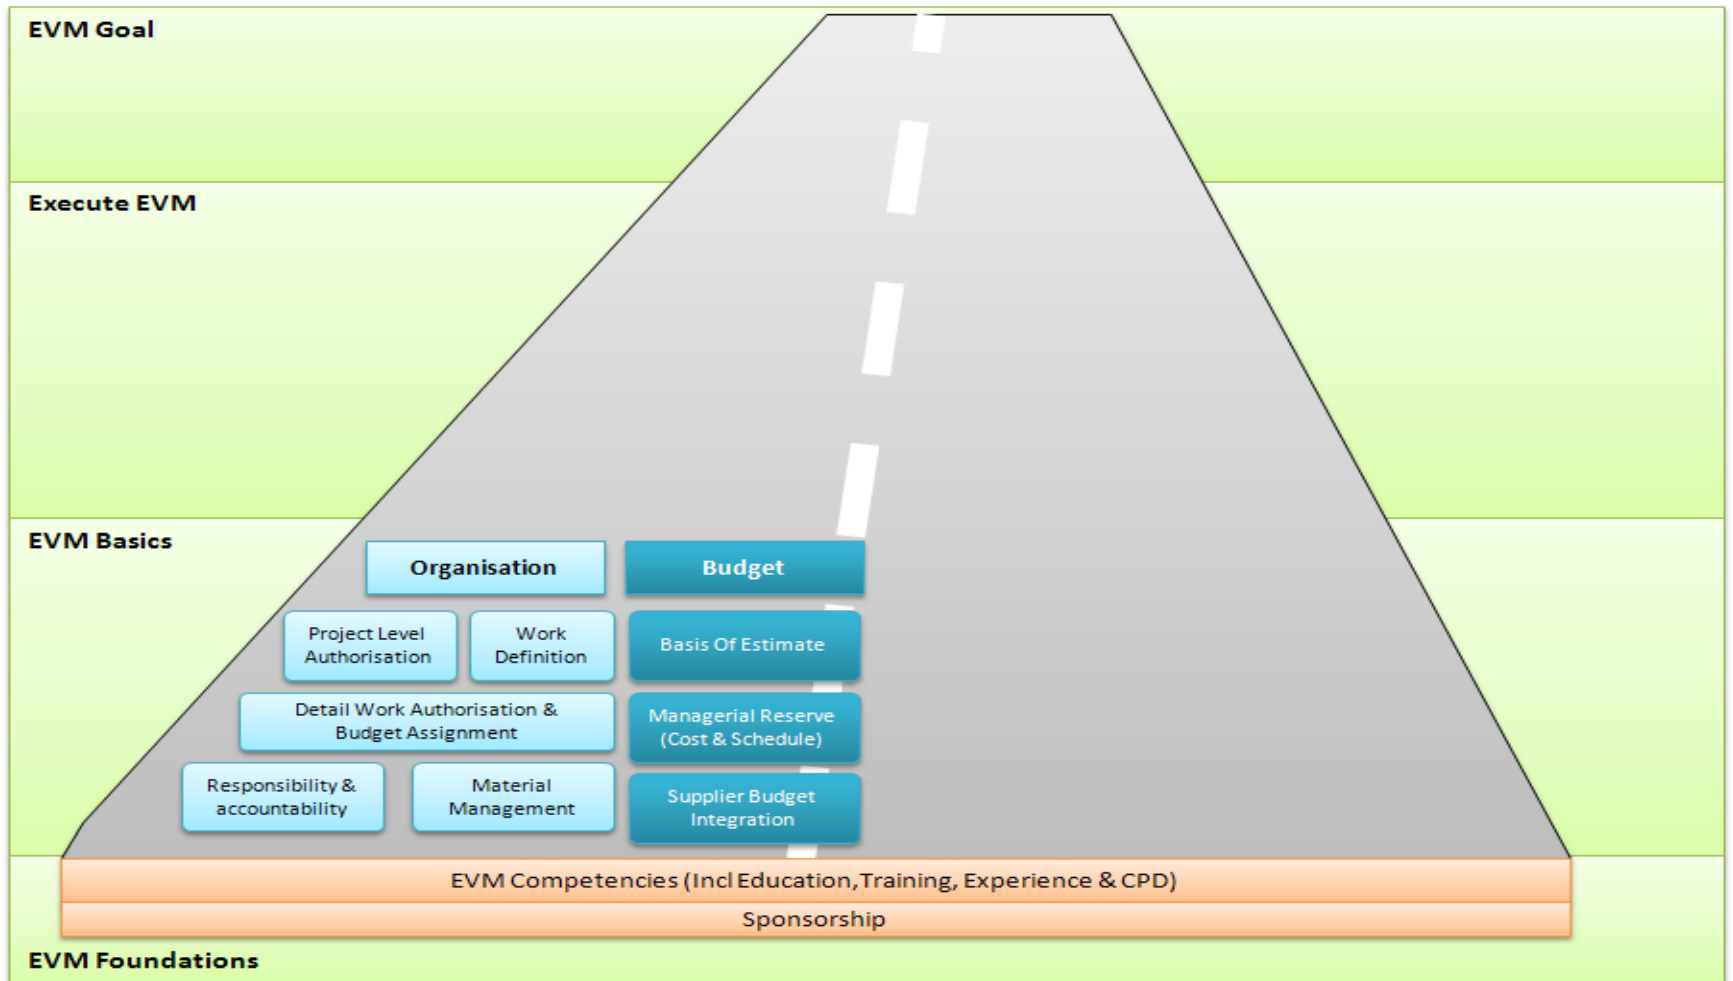 EVM Goal
Execute EVM
EVM Basics
Organisation
Budget
Project Level
Authorisation
Work
Definition
Basis Of Estimate
Detail Work Authorisation &
Budget Assignment
Managerial Reserve
(Cost & Schedule)
Responsibility &
accountability
Material
Management
Supplier Budget
Integration
EVM Competencies (Incl Education, Training, Experience & CPD)
Sponsorship
EVM Foundations